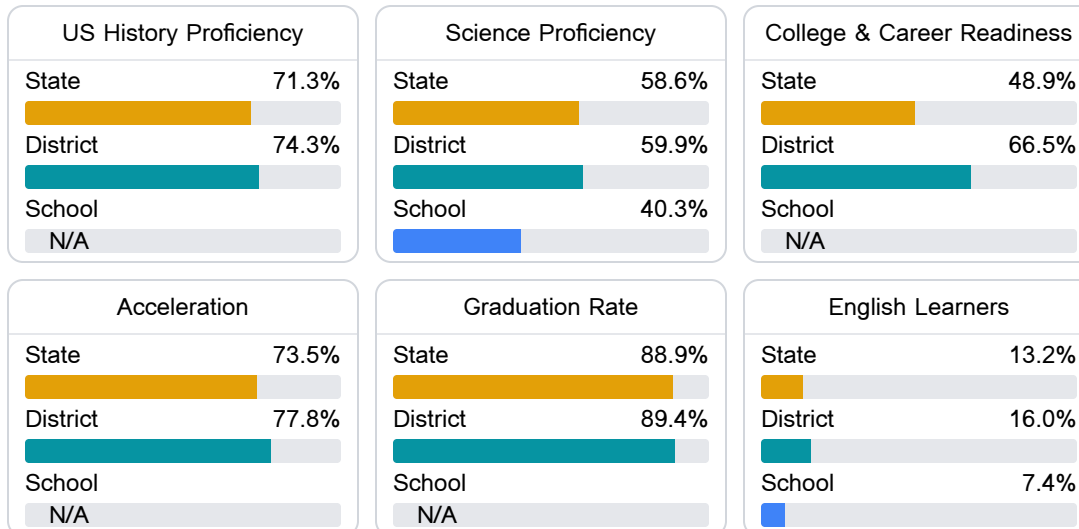 US History Proficiency
State 71.3%
District 74.3%
School
N/A
Science Proficiency
State 58.6%
District 59.9%
School 40.3%
College & Career Readiness
State 48.9%
District 66.5%
School
N/A
Acceleration
State 73.5%
District 77.8%
School
N/A
Graduation Rate
State 88.9%
District 89.4%
School
N/A
English Learners
State 13.2%
District 16.0%
School 7.4%